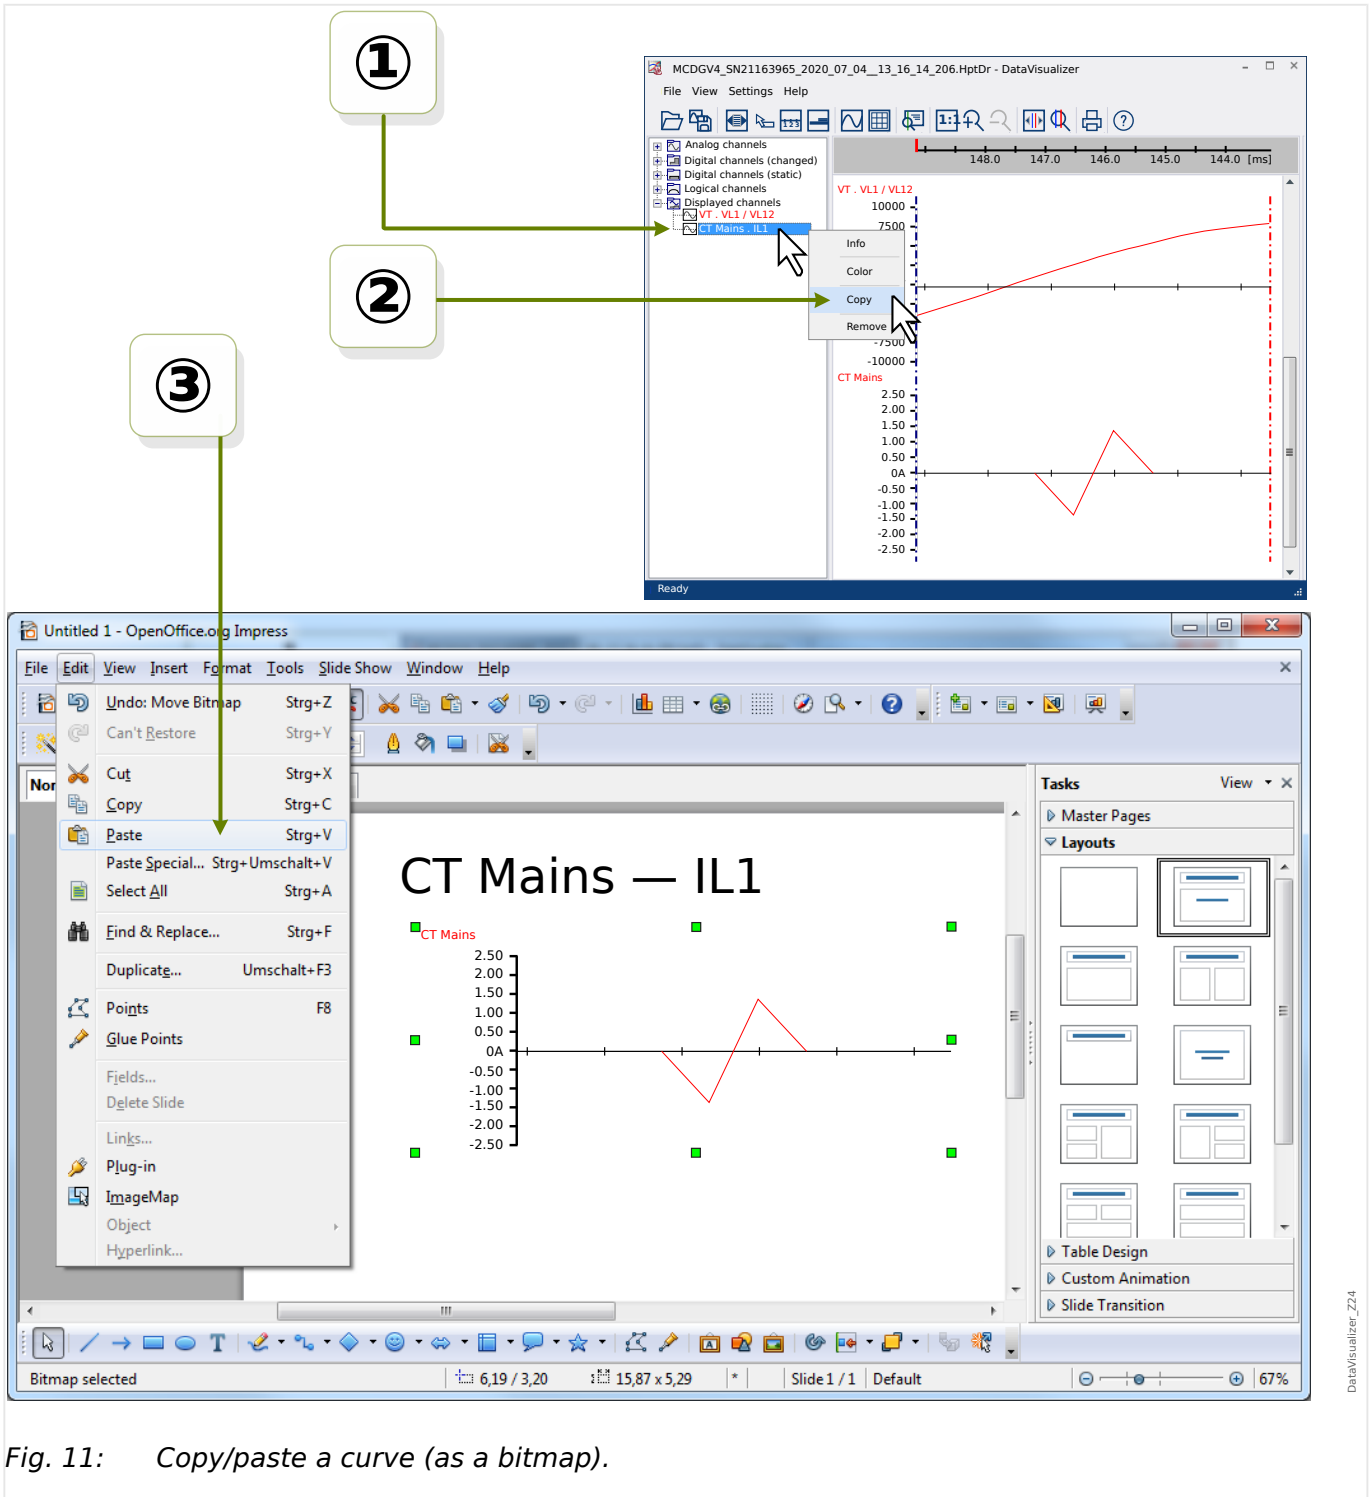 ①
②
③
MCDGV4_SN21163965_2020_07_04__13_16_14_206.HptDr - DataVisualizer
File View Settings Help
123
1:1
Analog channels
Digital channels (changed)
Digital channels (static)
Logical channels
Displayed channels
VT . VL1 / VL12
CT Mains . IL1
Info
Color
Copy
Remove
148.0 147.0 146.0 145.0 144.0 [ms]
VT . VL1 / VL12
10000
7500
-7500
-10000
CT Mains
2.50
2.00
1.50
1.00
0.50
0A
-0.50
-1.00
-1.50
-2.00
-2.50
Ready
Untitled 1 - OpenOffice.org Impress
File Edit View Insert Format Tools Slide Show Window Help
Undo: Move Bitmap Strg+Z
Can't Restore Strg+Y
Cut Strg+X
Copy Strg+C
Paste Strg+V
Paste Special... Strg+Umschalt+V
Select All Strg+A
Find & Replace... Strg+F
Duplicate... Umschalt+F3
Points F8
Glue Points
Fields...
Delete Slide
Links...
Plug-in
ImageMap
Object
Hyperlink...
Nor
CT Mains — IL1
CT Mains
2.50
2.00
1.50
1.00
0.50
0A
-0.50
-1.00
-1.50
-2.00
-2.50
Tasks View
Master Pages
Layouts
Table Design
Custom Animation
Slide Transition
Bitmap selected 6,19 / 3,20 15,87 x 5,29 * Slide 1 / 1 Default 67%
DataVisualizer_Z24
Fig. 11: Copy/paste a curve (as a bitmap).